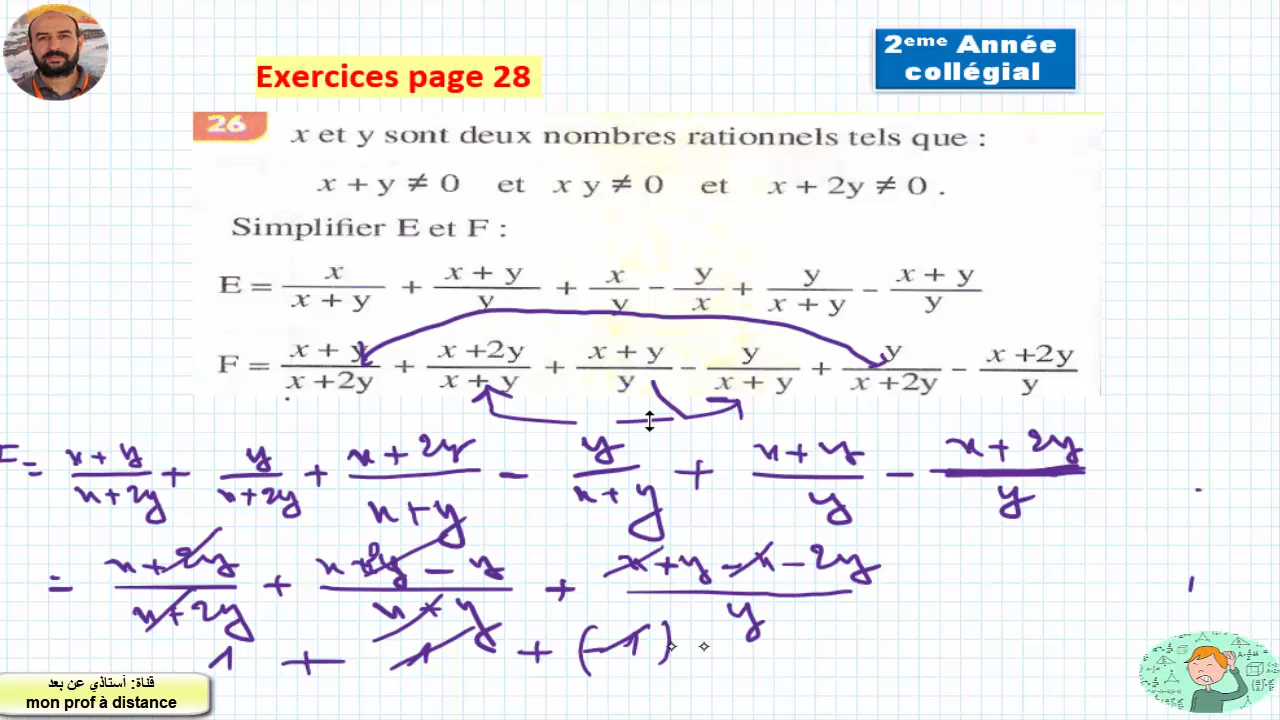 2eme Année
collégial
Exercices page 28
26
x et y sont deux nombres rationnels tels que :
x + y ≠ 0 et x y ≠ 0 et x + 2y ≠ 0 .
Simplifier E et F :
E = x/(x + y) + (x + y)/y + x/y − y/x + y/(x + y) − (x + y)/y
F = (x + y)/(x +2y) + (x +2y)/(x + y) + (x + y)/y − y/(x + y) + y/(x +2y) − (x +2y)/y
= (x + y)/(x + 2y) + y/(x + 2y) + (x + 2y)/(x + y) − y/(x + y) + (x + y)/y − (x + 2y)/y
= (x + 2y)/(x + 2y) + (x + 2y − y)/(x + y) + (x + y − x − 2y)/y
1 + 1 + (−1)
قناة: أستاذي عن بعد
mon prof à distance